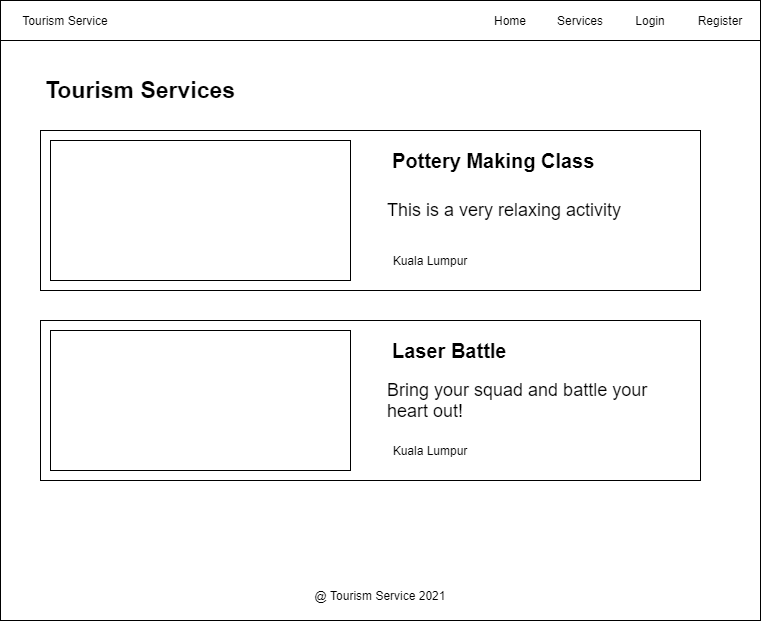 Tourism Service Home Services Login Register
Tourism Services
Pottery Making Class
This is a very relaxing activity
Kuala Lumpur
Laser Battle
Bring your squad and battle your
heart out!
Kuala Lumpur
@ Tourism Service 2021